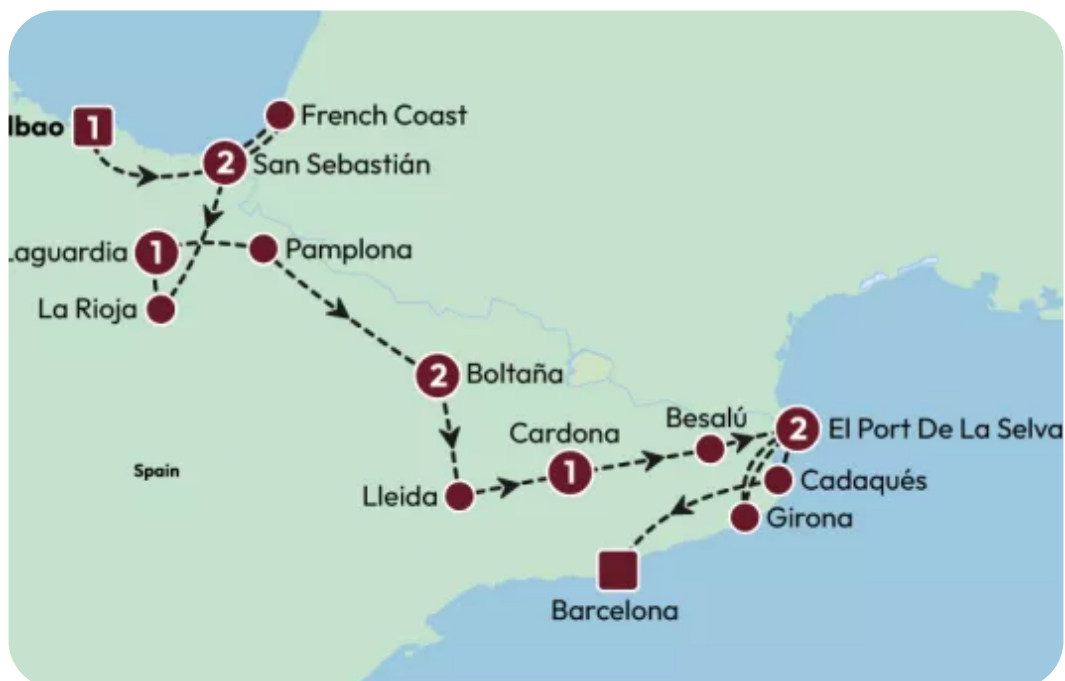 French Coast
lbao 1
2 San Sebastián
Laguardia 1
Pamplona
La Rioja
2 Boltaña
Besalú
Cardona
2 El Port De La Selva
Spain
1
Cadaqués
Lleida
Girona
Barcelona